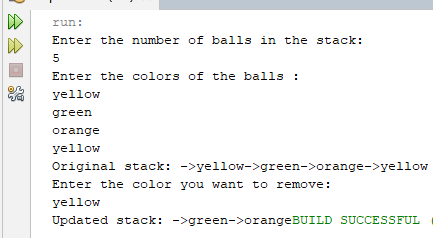 run:
Enter the number of balls in the stack:
5
Enter the colors of the balls :
yellow
green
orange
yellow
Original stack: ->yellow->green->orange->yellow
Enter the color you want to remove:
yellow
Updated stack: ->green->orangeBUILD SUCCESSFUL (